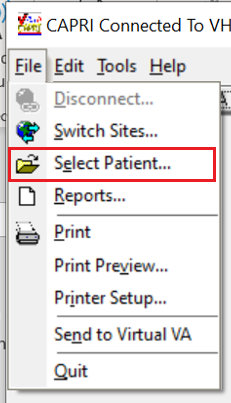 CAPRI Connected To VH
File Edit Tools Help
Disconnect...
Switch Sites...
Select Patient...
Reports...
Print
Print Preview...
Printer Setup...
Send to Virtual VA
Quit